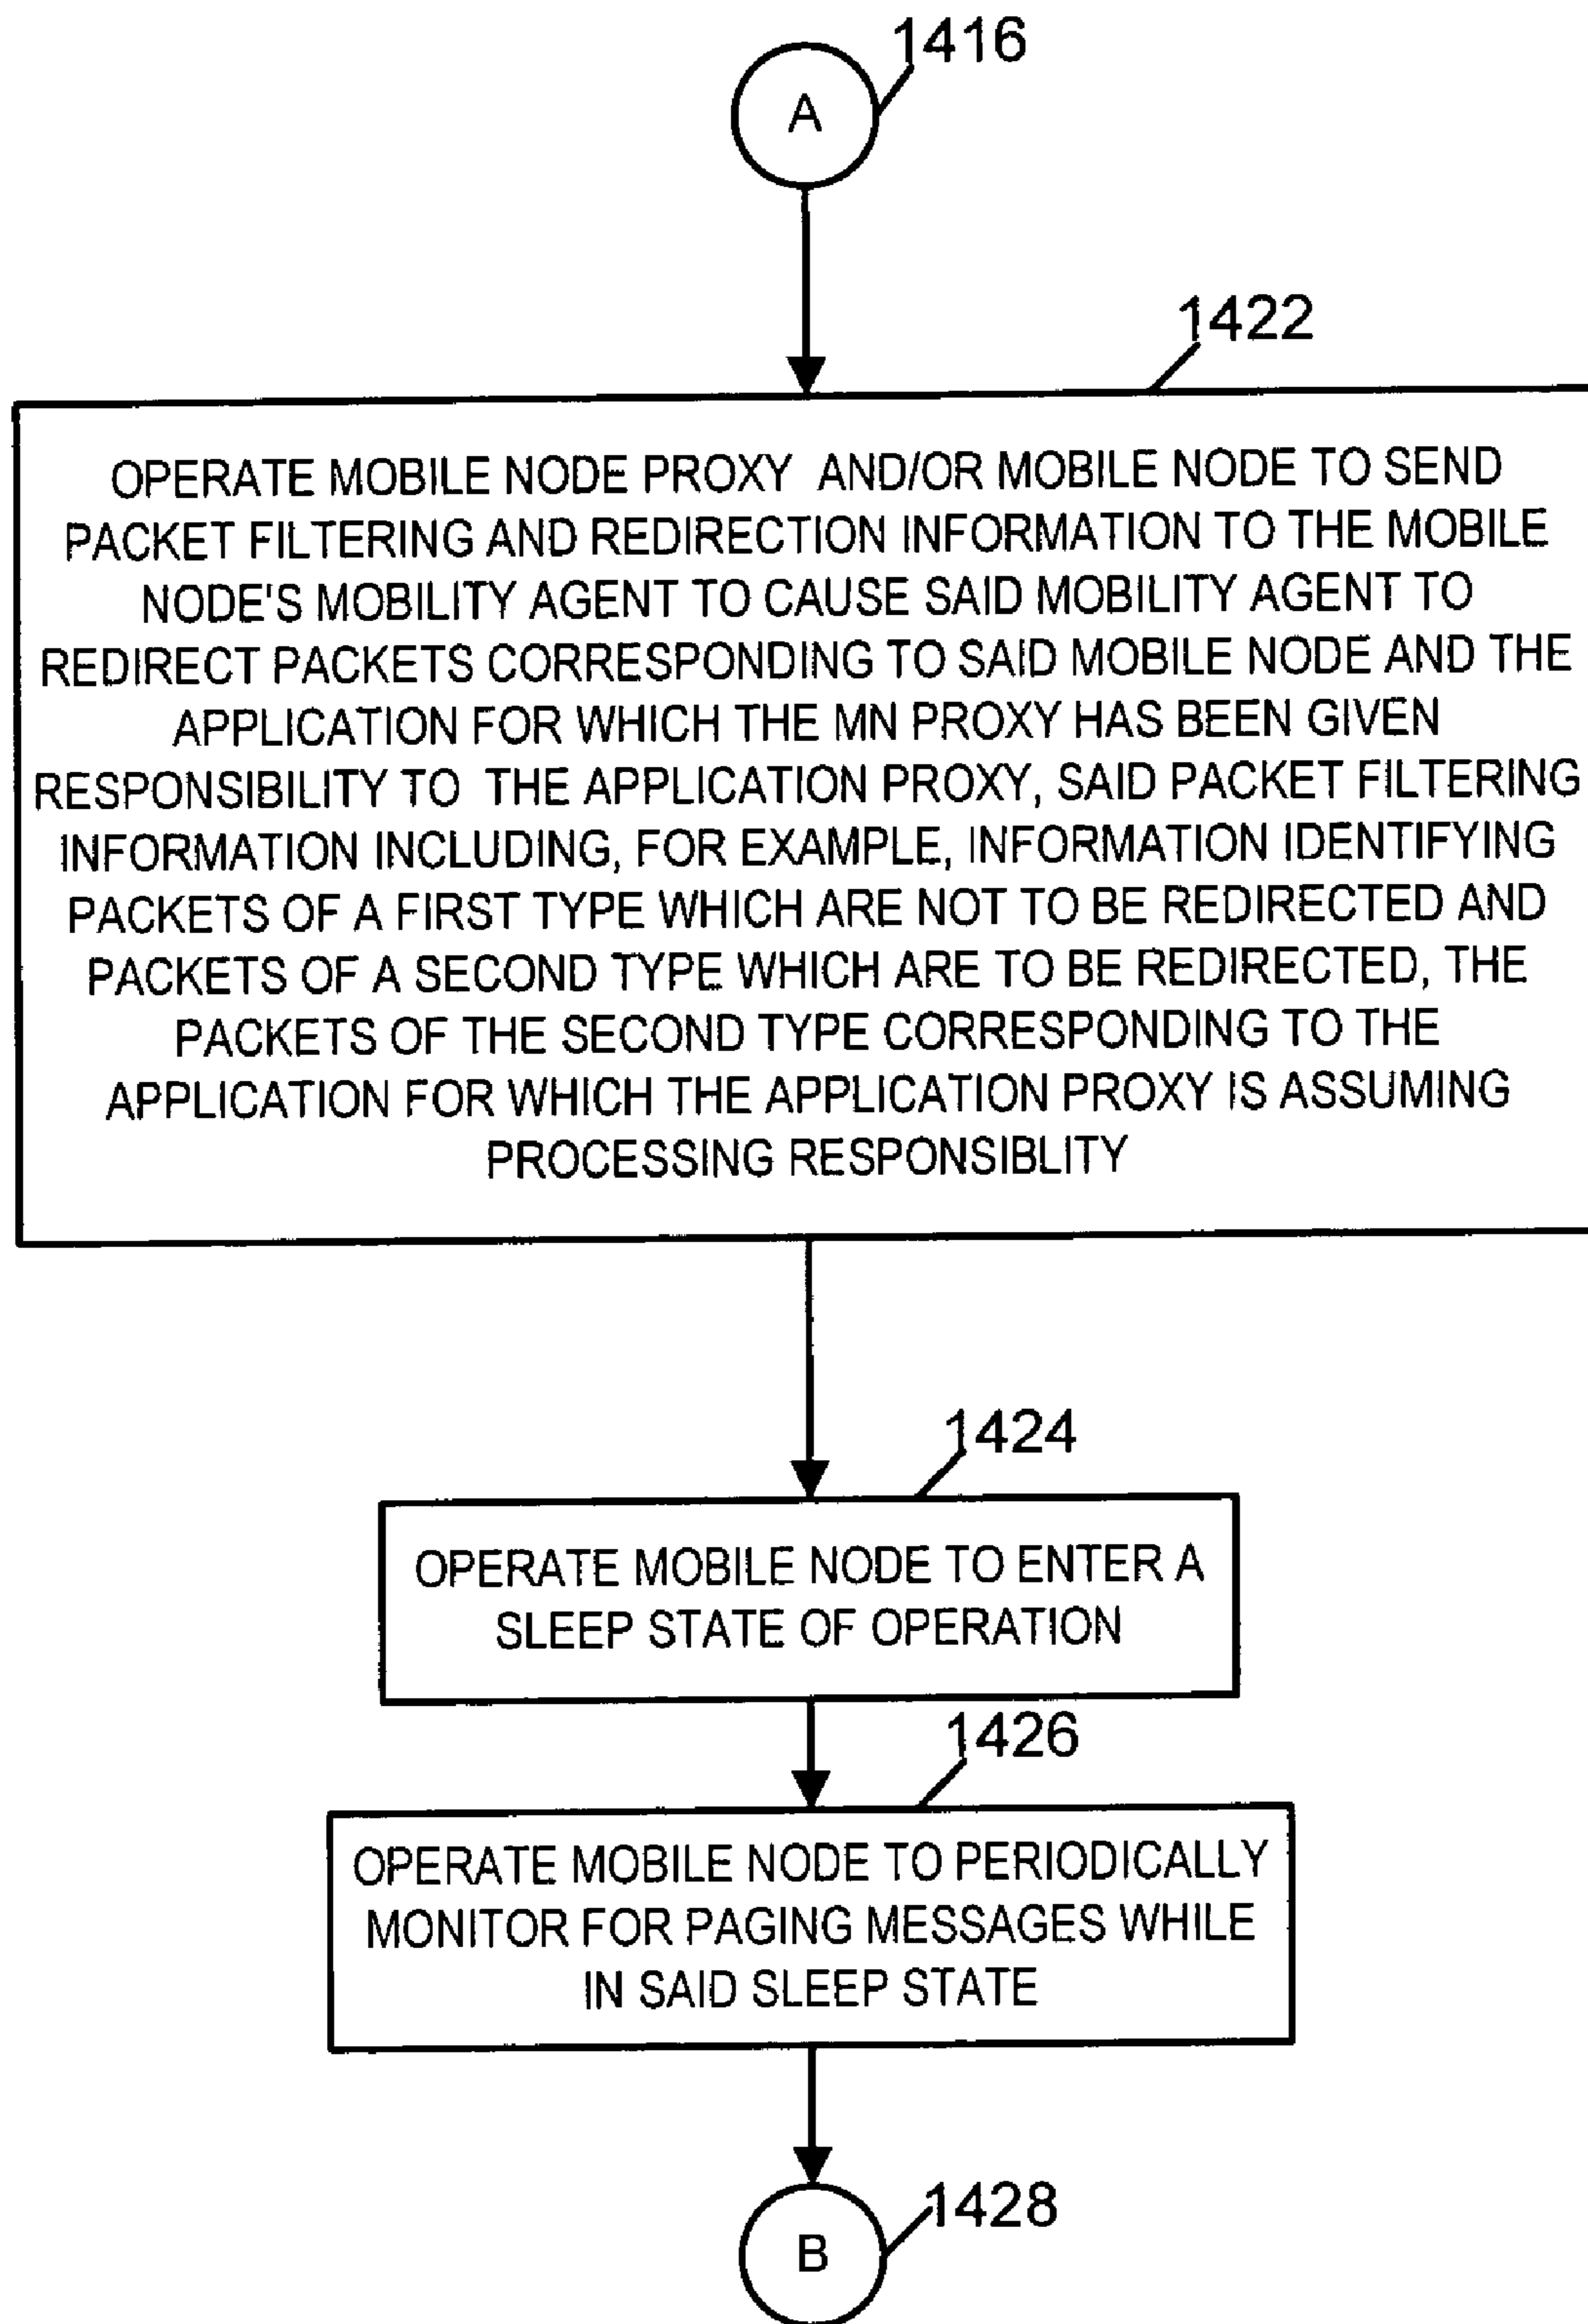 1416
A
1422
OPERATE MOBILE NODE PROXY AND/OR MOBILE NODE TO SEND
PACKET FILTERING AND REDIRECTION INFORMATION TO THE MOBILE
NODE'S MOBILITY AGENT TO CAUSE SAID MOBILITY AGENT TO
REDIRECT PACKETS CORRESPONDING TO SAID MOBILE NODE AND THE
APPLICATION FOR WHICH THE MN PROXY HAS BEEN GIVEN
RESPONSIBILITY TO THE APPLICATION PROXY, SAID PACKET FILTERING
INFORMATION INCLUDING, FOR EXAMPLE, INFORMATION IDENTIFYING
PACKETS OF A FIRST TYPE WHICH ARE NOT TO BE REDIRECTED AND
PACKETS OF A SECOND TYPE WHICH ARE TO BE REDIRECTED, THE
PACKETS OF THE SECOND TYPE CORRESPONDING TO THE
APPLICATION FOR WHICH THE APPLICATION PROXY IS ASSUMING
PROCESSING RESPONSIBLITY
1424
OPERATE MOBILE NODE TO ENTER A
SLEEP STATE OF OPERATION
1426
OPERATE MOBILE NODE TO PERIODICALLY
MONITOR FOR PAGING MESSAGES WHILE
IN SAID SLEEP STATE
1428
B